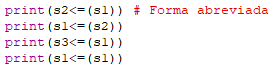 print(s2<=(s1)) # Forma abreviada
print(s1<=(s2))
print(s3<=(s1))
print(s1<=(s1))